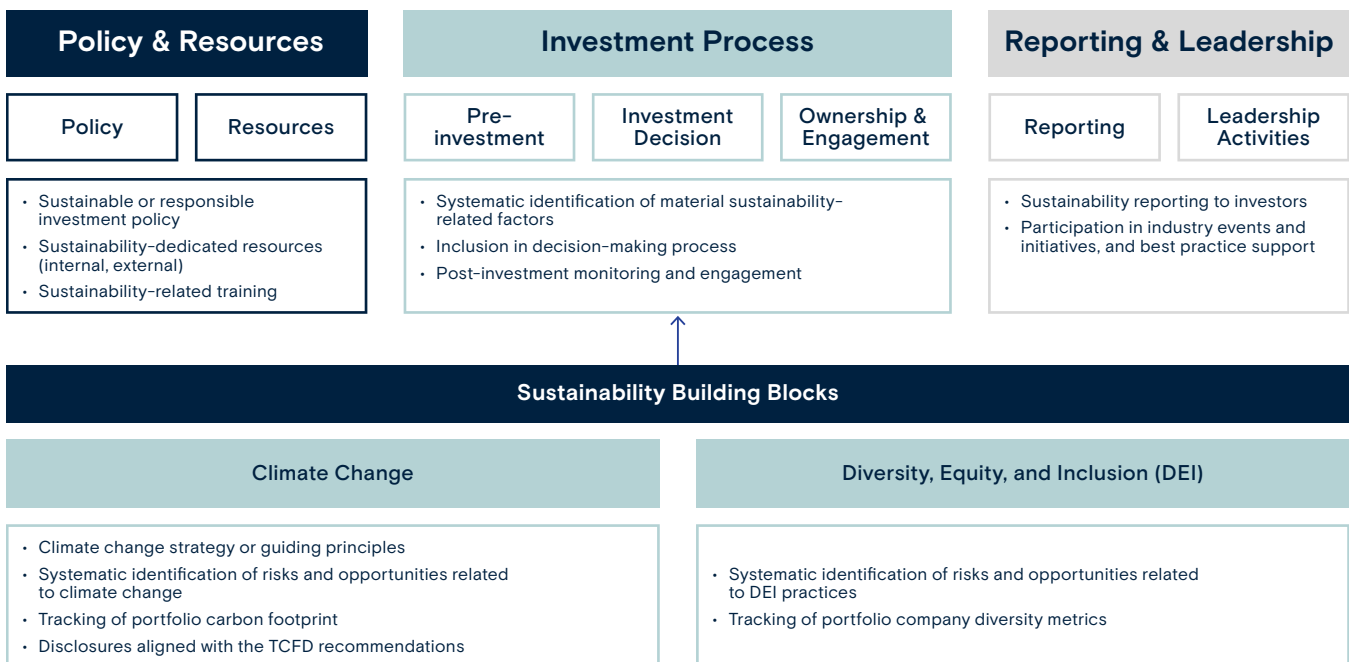 Policy & Resources
Policy
Resources
• Sustainable or responsible
investment policy
• Sustainability-dedicated resources
(internal, external)
• Sustainability-related training
Investment Process
Pre-
investment
Investment
Decision
Ownership &
Engagement
• Systematic identification of material sustainability-
related factors
• Inclusion in decision-making process
• Post-investment monitoring and engagement
Reporting & Leadership
Reporting
Leadership
Activities
• Sustainability reporting to investors
• Participation in industry events and
initiatives, and best practice support
Sustainability Building Blocks
Climate Change
• Climate change strategy or guiding principles
• Systematic identification of risks and opportunities related
to climate change
• Tracking of portfolio carbon footprint
• Disclosures aligned with the TCFD recommendations
Diversity, Equity, and Inclusion (DEI)
• Systematic identification of risks and opportunities related
to DEI practices
• Tracking of portfolio company diversity metrics